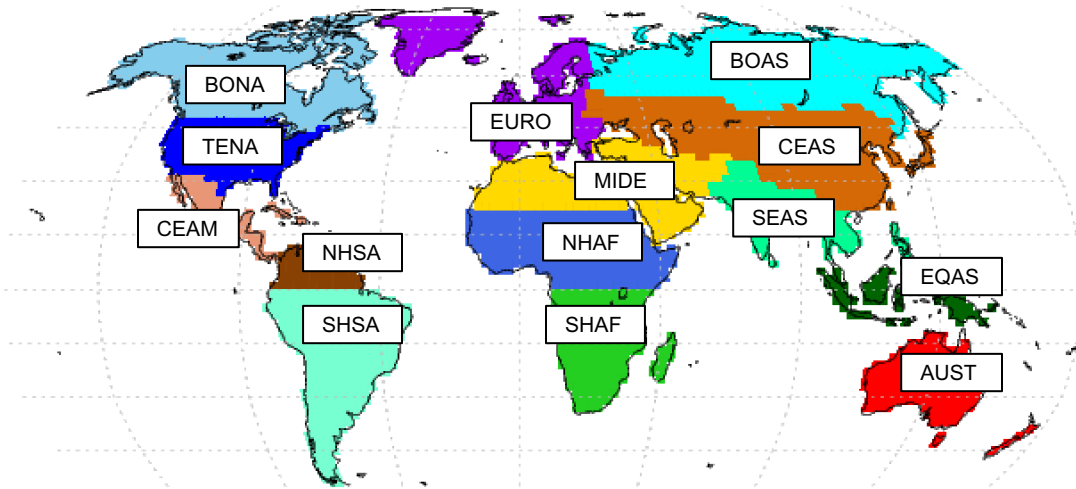 BONA
BOAS
TENA
EURO
CEAS
MIDE
SEAS
CEAM
NHSA
NHAF
EQAS
SHSA
SHAF
AUST